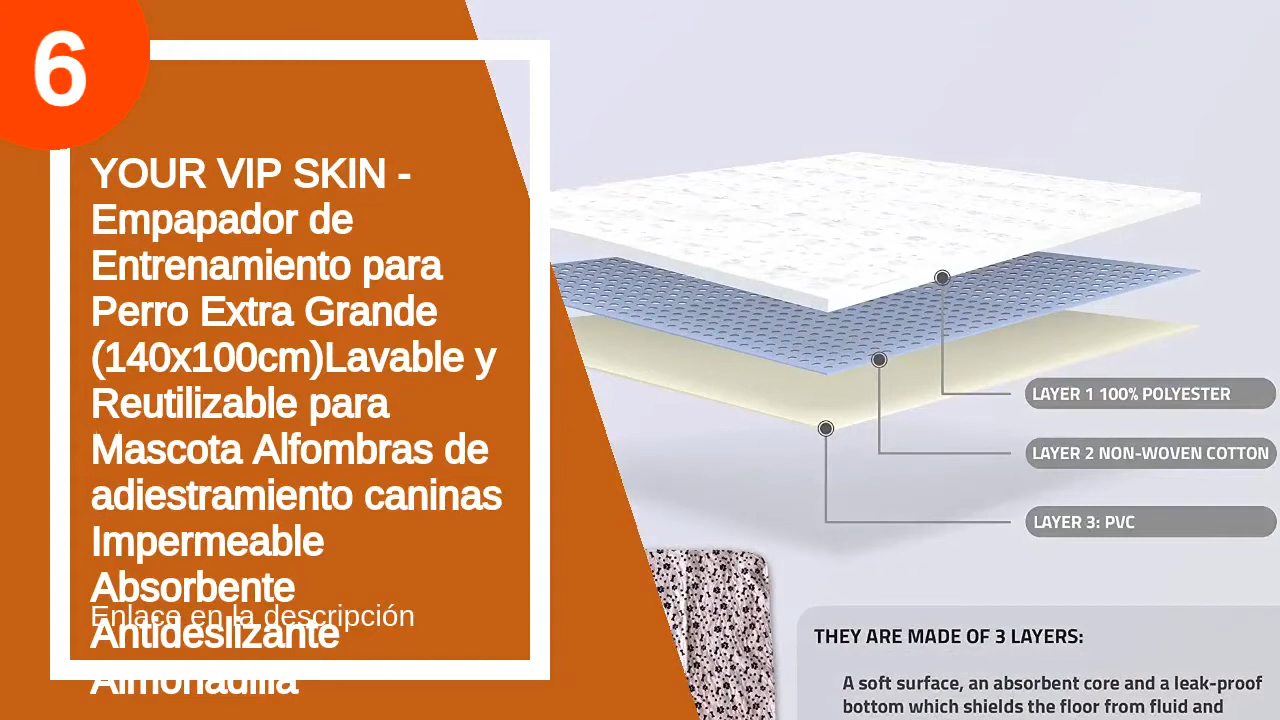 6
YOUR VIP SKIN -
Empapador de
Entrenamiento para
Perro Extra Grande
(140x100cm)Lavable y
Reutilizable para
Mascota Alfombras de
adiestramiento caninas
Impermeable
Absorbente
Enlace en la descripción
Antideslizante
Almohadilla
LAYER 1 100% POLYESTER
LAYER 2 NON-WOVEN COTTON
LAYER 3: PVC
THEY ARE MADE OF 3 LAYERS:
A soft surface, an absorbent core and a leak-proof
bottom which shields the floor from fluid and